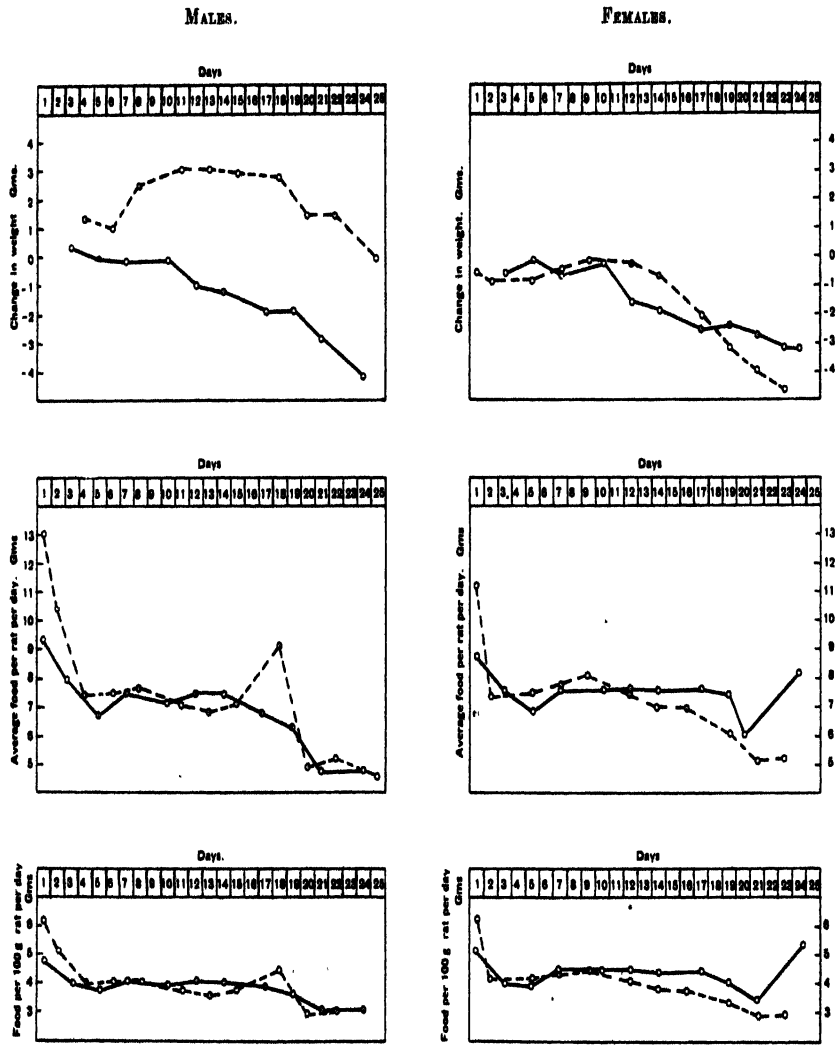 MALES.
FEMALES.
Days
1 2 3 4 5 6 7 8 9 10 11 12 13 14 15 16 17 18 19 20 21 22 23 24 25
Change in weight Gms.
4
3
2
1
0
-1
-2
-3
-4
Days
1 2 3 4 5 6 7 8 9 10 11 12 13 14 15 16 17 18 19 20 21 22 23 24 25
Change in weight. Gms.
4
3
2
1
0
-1
-2
-3
-4
Days
1 2 3 4 5 6 7 8 9 10 11 12 13 14 15 16 17 18 19 20 21 22 23 24 25
Average food per rat per day. Gms
13
12
11
10
9
8
7
6
5
Days
1 2 3 4 5 6 7 8 9 10 11 12 13 14 15 16 17 18 19 20 21 22 23 24 25
Average food per rat per day. Gms
13
12
11
10
9
8
7
6
5
Days.
1 2 3 4 5 6 7 8 9 10 11 12 13 14 15 16 17 18 19 20 21 22 23 24 25
Food per 100 g rat per day
Gms
6
5
4
3
Days
1 2 3 4 5 6 7 8 9 10 11 12 13 14 15 16 17 18 19 20 21 22 23 24 25
Food per 100 g rat per day
Gms
6
5
4
3